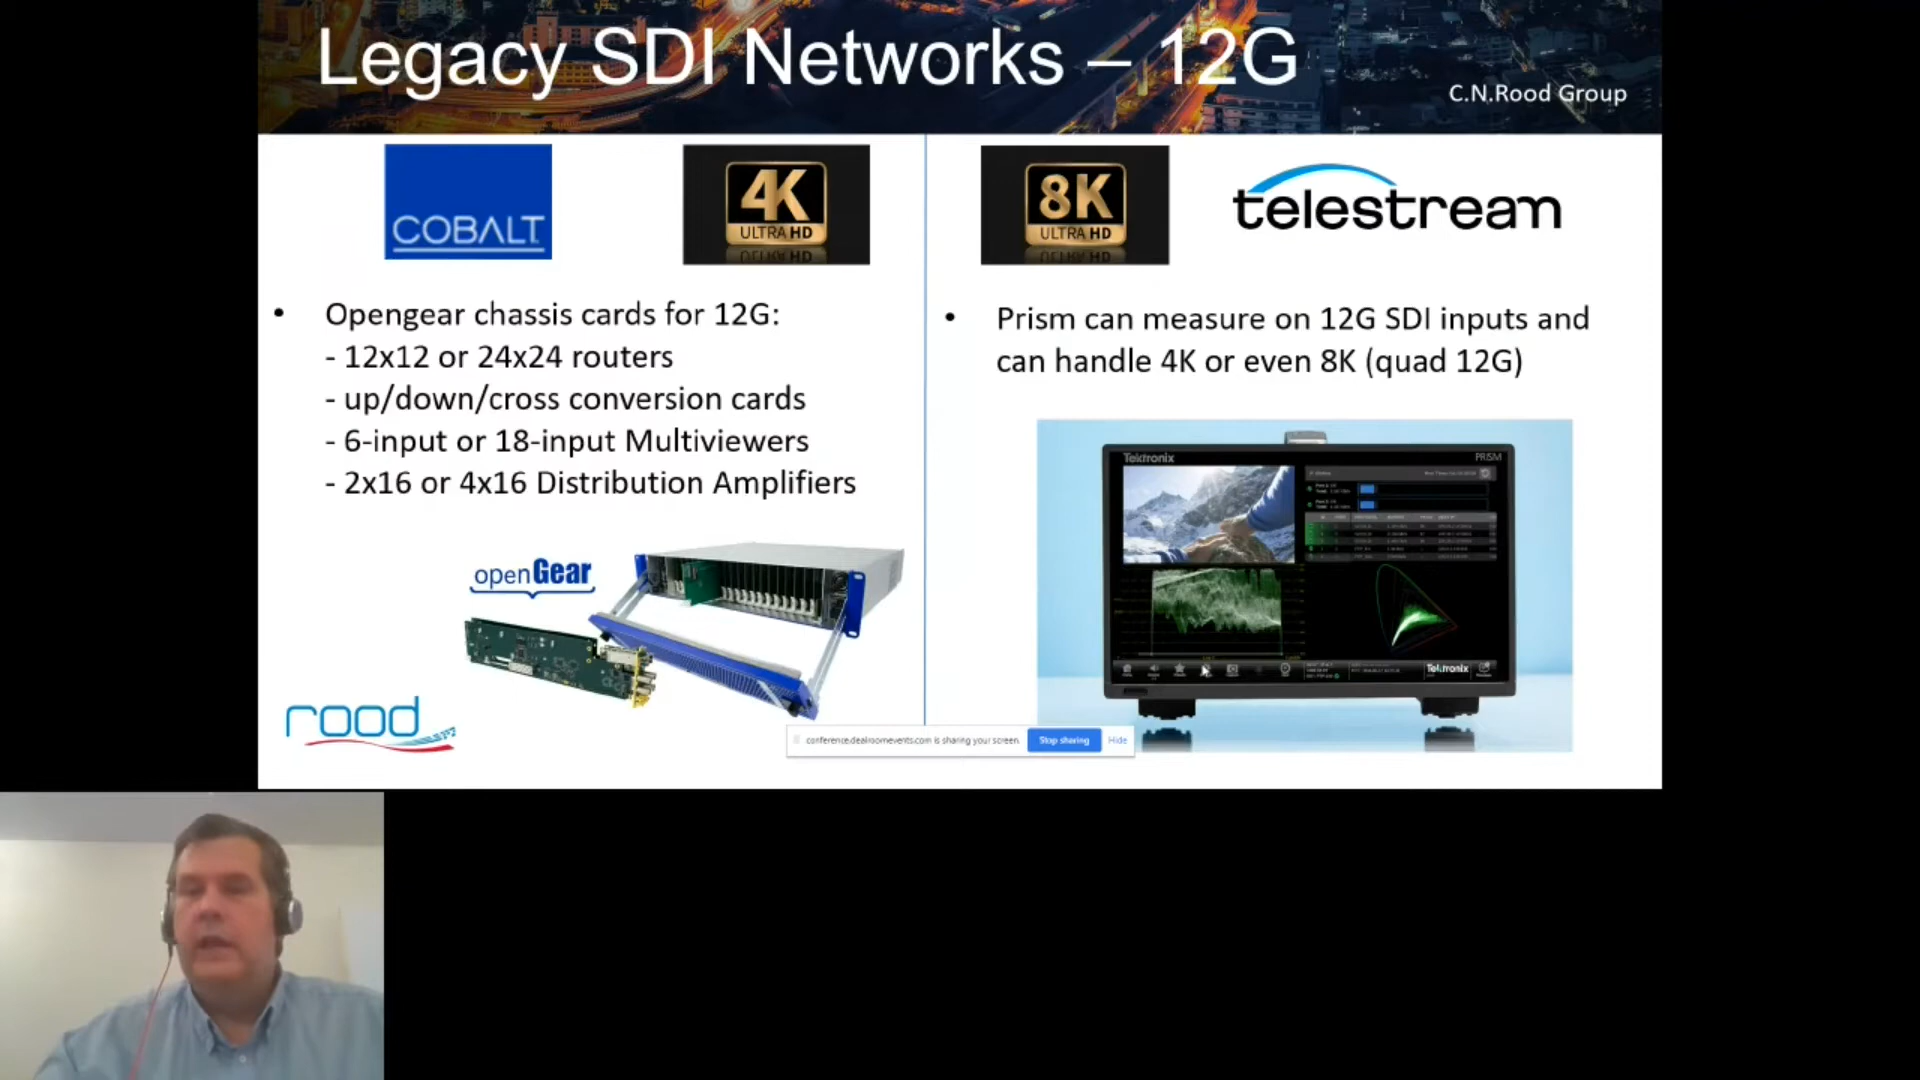 Legacy SDI Networks – 12G
C.N.Rood Group
COBALT
4K
ULTRA HD
8K
ULTRA HD
telestream
• Opengear chassis cards for 12G:
- 12x12 or 24x24 routers
- up/down/cross conversion cards
- 6-input or 18-input Multiviewers
- 2x16 or 4x16 Distribution Amplifiers
openGear
rood
• Prism can measure on 12G SDI inputs and
can handle 4K or even 8K (quad 12G)
Tektronix
PRISM
Tektronix
conference.dealroomevents.com is sharing your screen.
Stop sharing
Hide